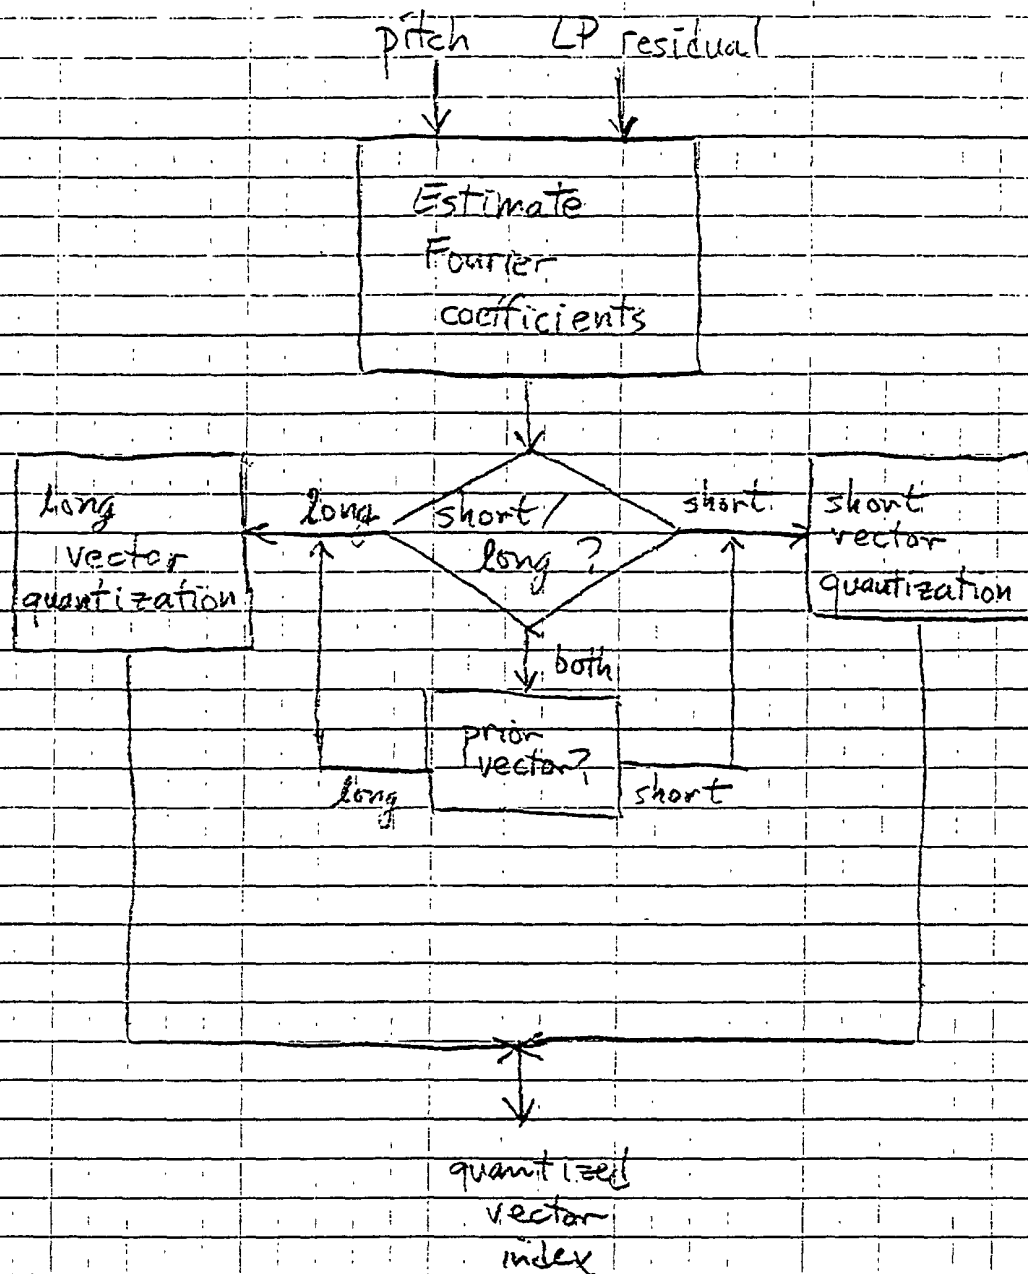 pitch LP residual
Estimate
Fourier
coefficients
long
vector
quantization
long
short/
long?
short
short
vector
quantization
both
prior
vector?
long
short
quantized
vector
index